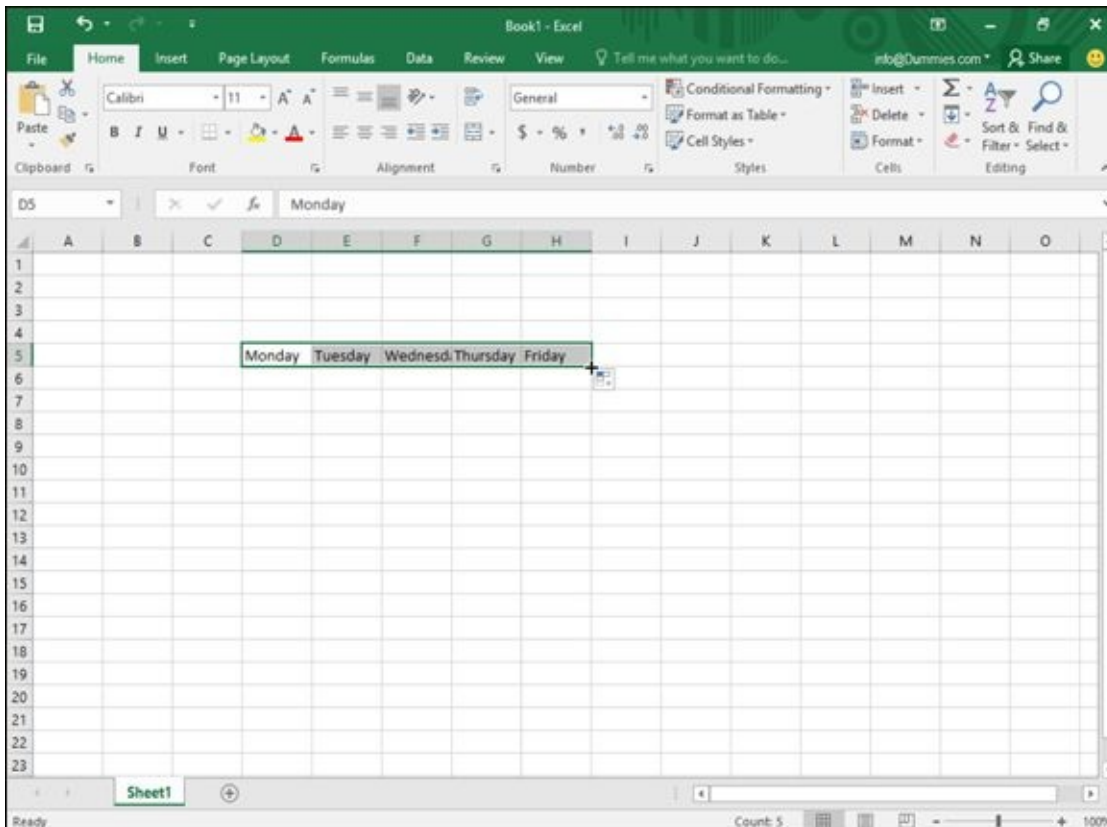 Book1 - Excel
File Home Insert Page Layout Formulas Data Review View Tell me what you want to do... info@Dummies.com Share
Calibri 11 A A General Conditional Formatting Insert Σ
Paste B I U A $ % , Format as Table Delete Sort & Find &
Cell Styles Format Filter Select
Clipboard Font Alignment Number Styles Cells Editing
D5 fx Monday
A B C D E F G H I J K L M N O
1
2
3
4
5 Monday Tuesday Wednesd Thursday Friday
6
7
8
9
10
11
12
13
14
15
16
17
18
19
20
21
22
23
Sheet1
Ready Count: 5 100%